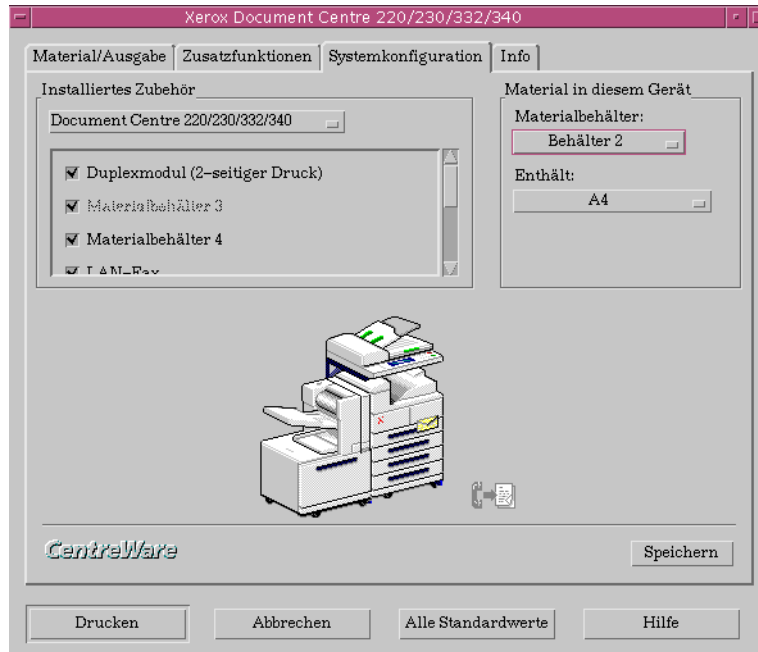 Xerox Document Centre 220/230/332/340
Material/Ausgabe Zusatzfunktionen Systemkonfiguration Info
Installiertes Zubehör
Document Centre 220/230/332/340
Duplexmodul (2-seitiger Druck)
Materialbehälter 3
Materialbehälter 4
LAN-Fax
Material in diesem Gerät
Materialbehälter:
Behälter 2
Enthält:
A4
X
CentreWare
Speichern
Drucken Abbrechen Alle Standardwerte Hilfe